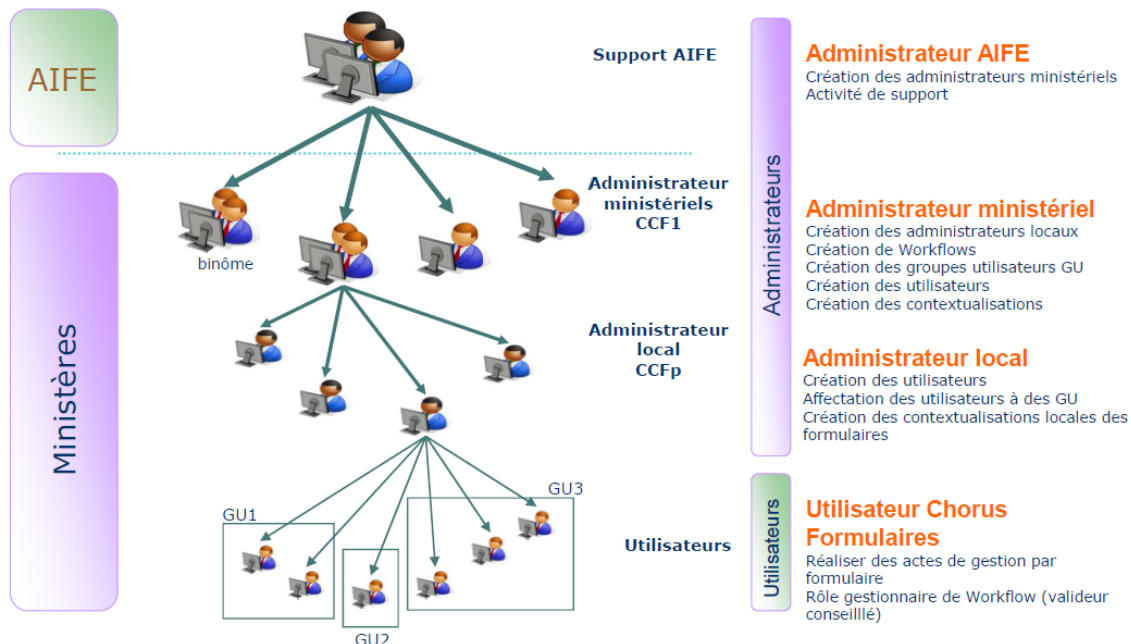 AIFE
Support AIFE
Administrateur AIFE
Création des administrateurs ministériels
Activité de support
Ministères
binôme
Administrateur
ministériels
CCF1
Administrateurs
Administrateur ministériel
Création des administrateurs locaux
Création de Workflows
Création des groupes utilisateurs GU
Création des utilisateurs
Création des contextualisations
Administrateur
local
CCFp
Administrateur local
Création des utilisateurs
Affectation des utilisateurs à des GU
Création des contextualisations locales des
formulaires
GU1
GU2
GU3
Utilisateurs
Utilisateurs
Utilisateur Chorus
Formulaires
Réaliser des actes de gestion par
formulaire
Rôle gestionnaire de Workflow (valideur
conseilllé)